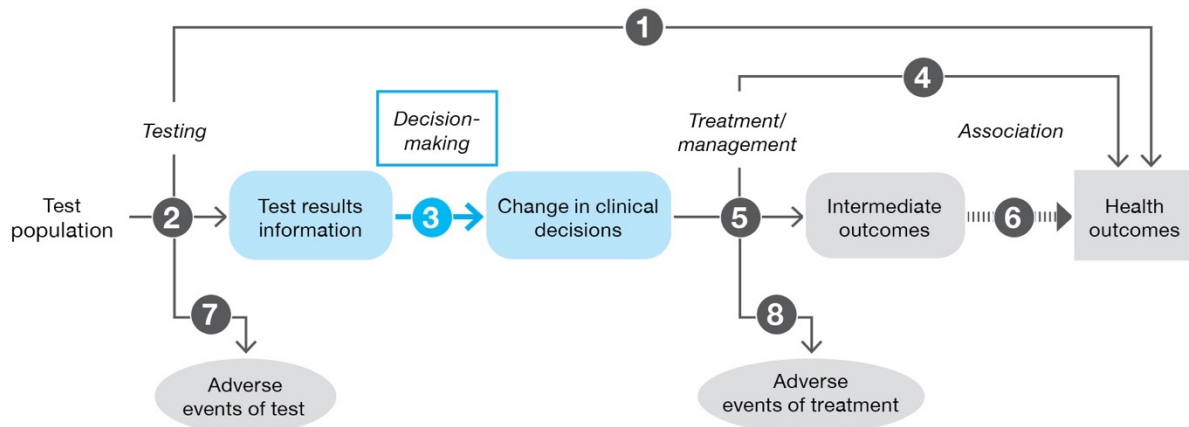 1
4
Testing
Decision-
making
Treatment/
management
Association
Test
population
2
Test results
information
3
Change in clinical
decisions
5
Intermediate
outcomes
6
Health
outcomes
7
8
Adverse
events of test
Adverse
events of treatment